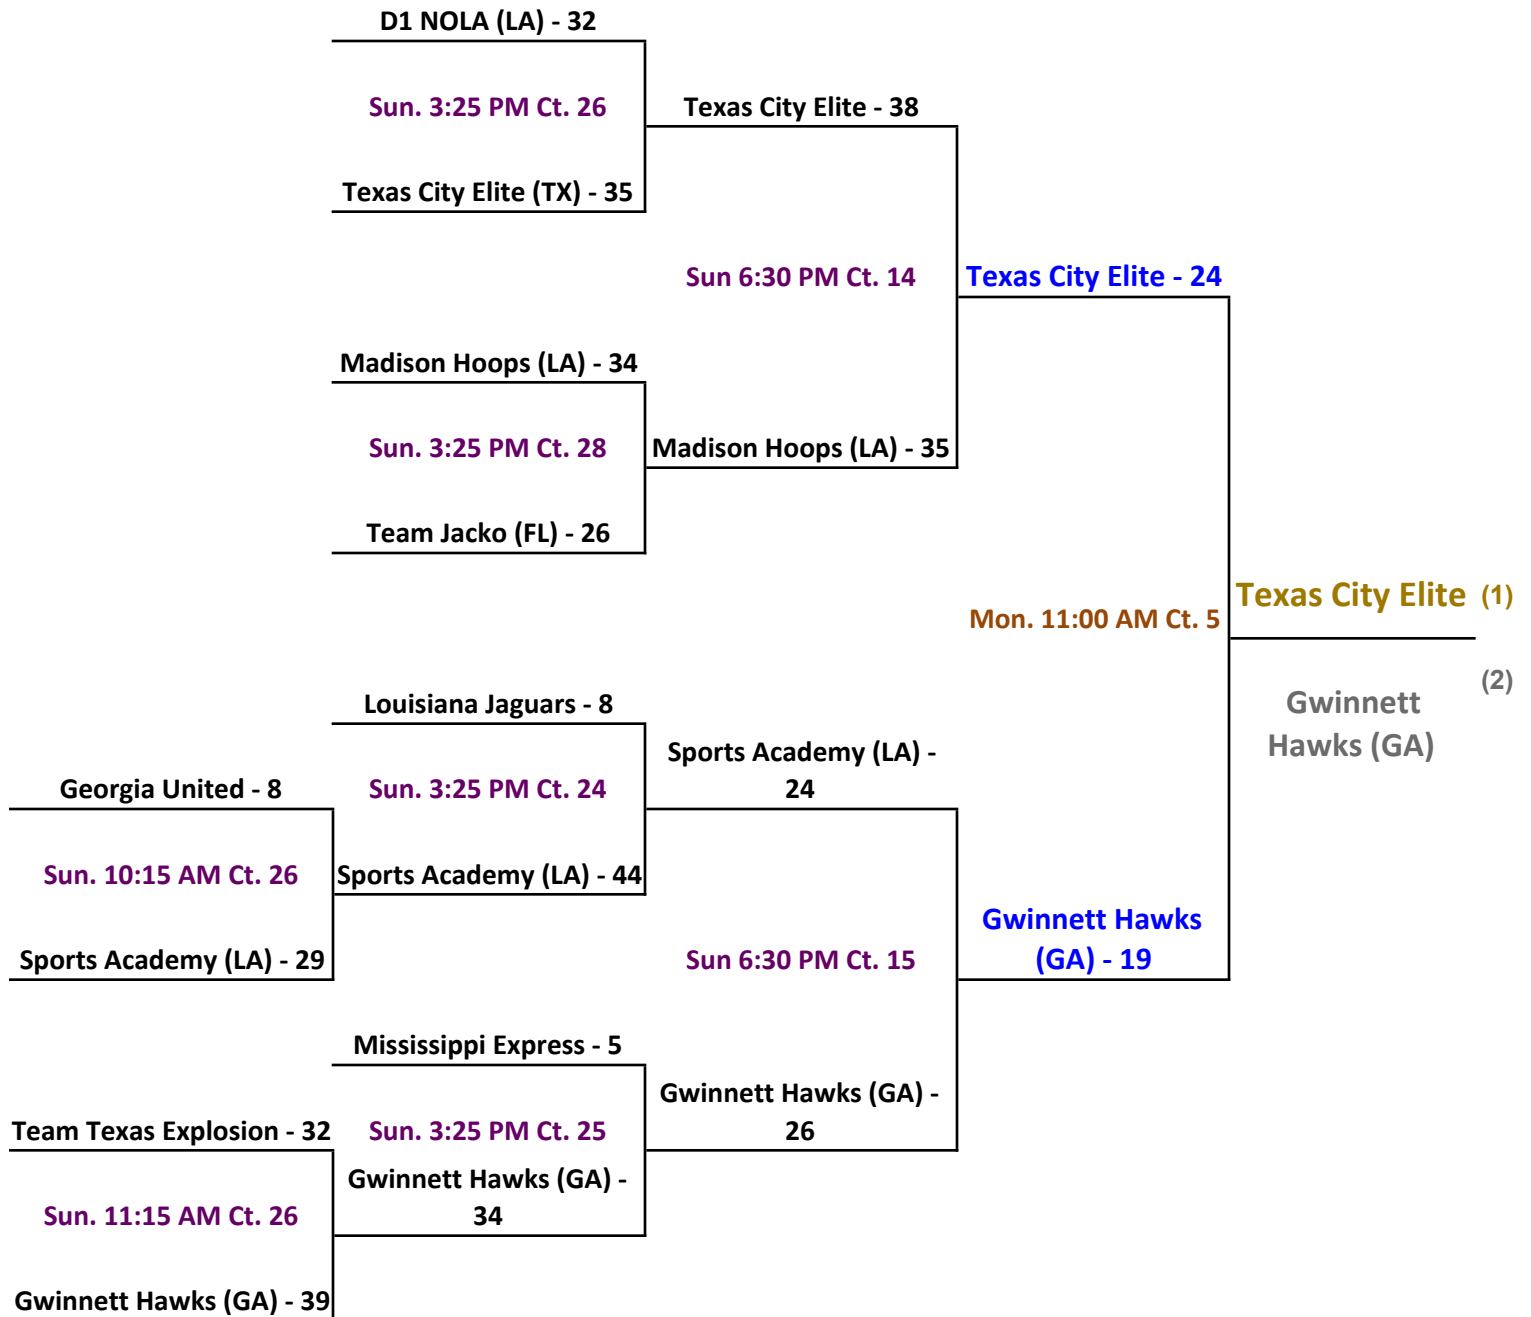 D1 NOLA (LA) - 32
Sun. 3:25 PM Ct. 26
Texas City Elite - 38
Texas City Elite (TX) - 35
Sun 6:30 PM Ct. 14
Texas City Elite - 24
Madison Hoops (LA) - 34
Sun. 3:25 PM Ct. 28
Madison Hoops (LA) - 35
Team Jacko (FL) - 26
Texas City Elite (1)
Mon. 11:00 AM Ct. 5
(2)
Gwinnett
Hawks (GA)
Louisiana Jaguars - 8
Sports Academy (LA) -
24
Georgia United - 8
Sun. 3:25 PM Ct. 24
Sun. 10:15 AM Ct. 26
Sports Academy (LA) - 44
Gwinnett Hawks
(GA) - 19
Sports Academy (LA) - 29
Sun 6:30 PM Ct. 15
Mississippi Express - 5
Gwinnett Hawks (GA) -
26
Team Texas Explosion - 32
Sun. 3:25 PM Ct. 25
Gwinnett Hawks (GA) -
34
Sun. 11:15 AM Ct. 26
Gwinnett Hawks (GA) - 39